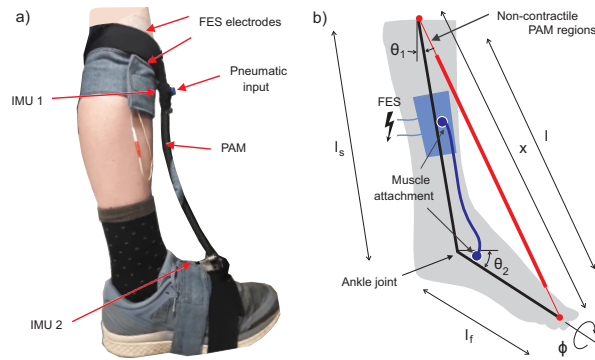 a)
FES electrodes
IMU 1
Pneumatic
input
PAM
IMU 2
b)
Non-contractile
PAM regions
θ1
ls
FES
l
x
Muscle
attachment
θ2
Ankle joint
lf
ϕ